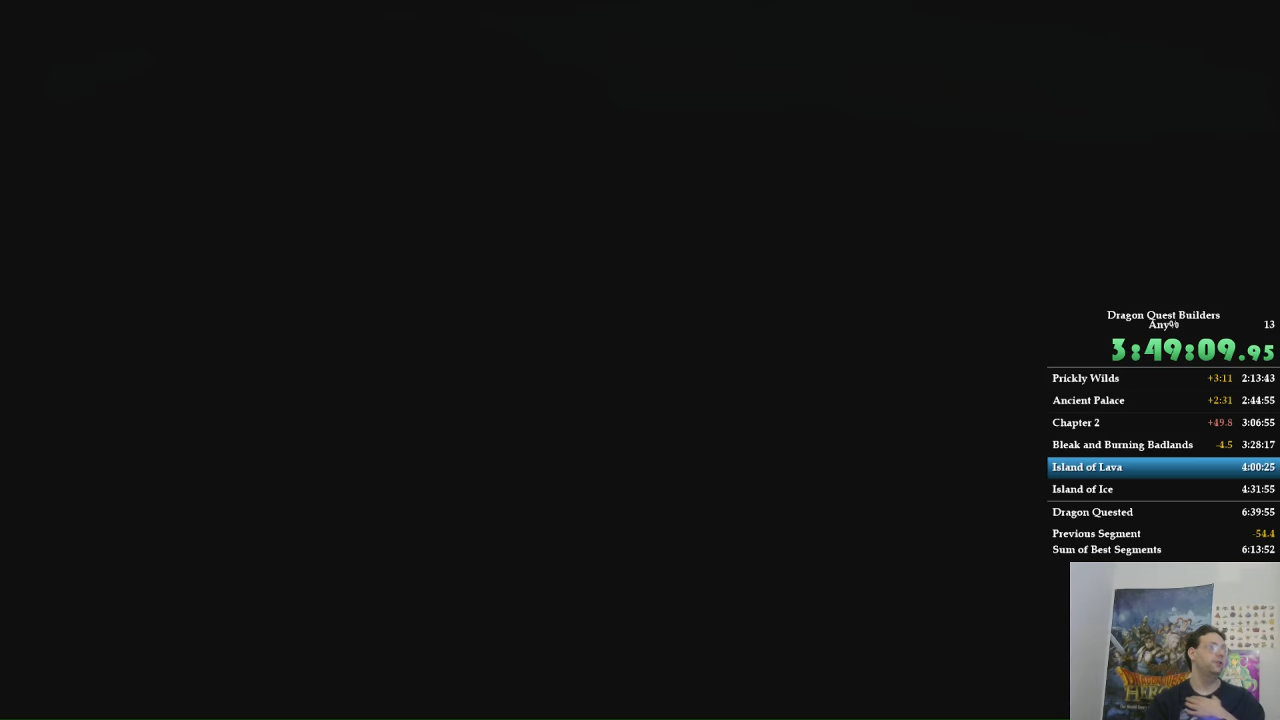 Dragon Quest Builders
Any% 13
3:49:09.95
Prickly Wilds +3:11 2:13:43
Ancient Palace +2:31 2:44:55
Chapter 2 +49.8 3:06:55
Bleak and Burning Badlands -4.5 3:28:17
Island of Lava 4:00:25
Island of Ice 4:31:55
Dragon Quested 6:39:55
Previous Segment -54.4
Sum of Best Segments 6:13:52